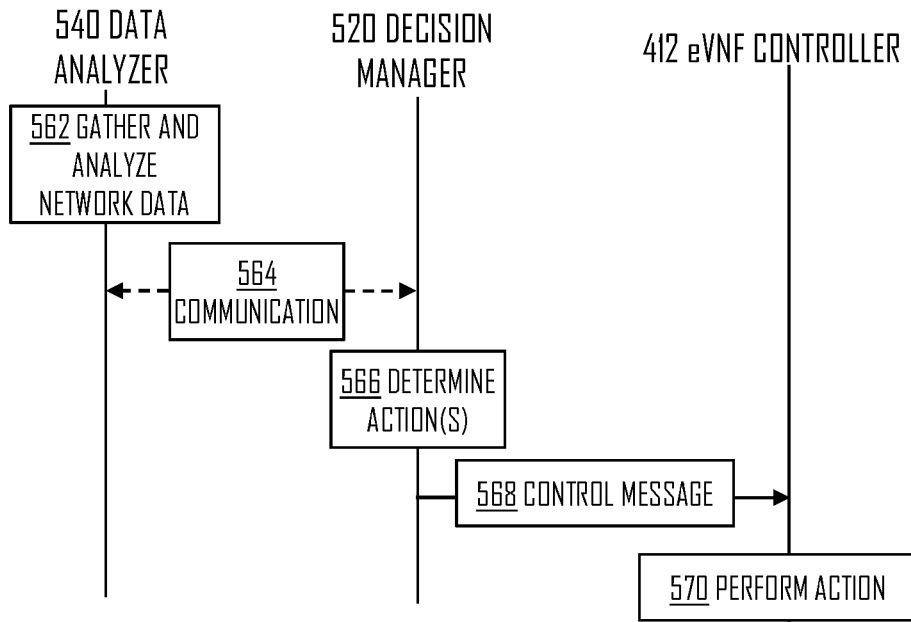 540 DATA
ANALYZER
520 DECISION
MANAGER
412 eVNF CONTROLLER
562 GATHER AND
ANALYZE
NETWORK DATA
564
COMMUNICATION
566 DETERMINE
ACTION(S)
568 CONTROL MESSAGE
570 PERFORM ACTION